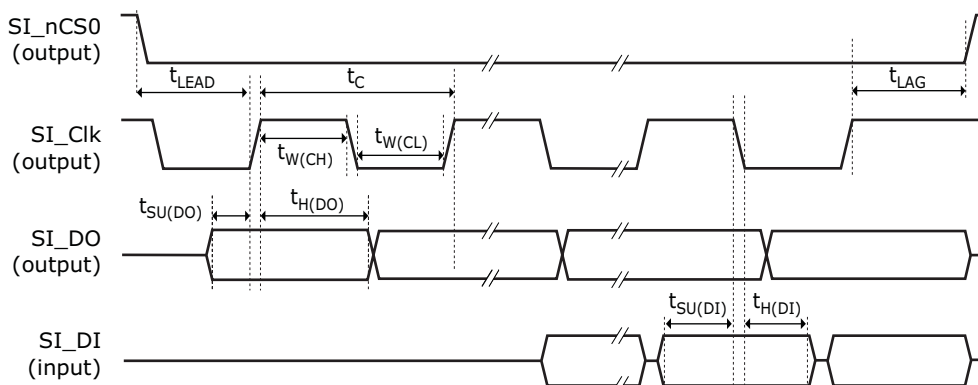 SI_nCS0
(output)
tLEAD
tC
tLAG
SI_Clk
(output)
tW(CH)
tW(CL)
tSU(DO)
tH(DO)
SI_DO
(output)
tSU(DI)
tH(DI)
SI_DI
(input)